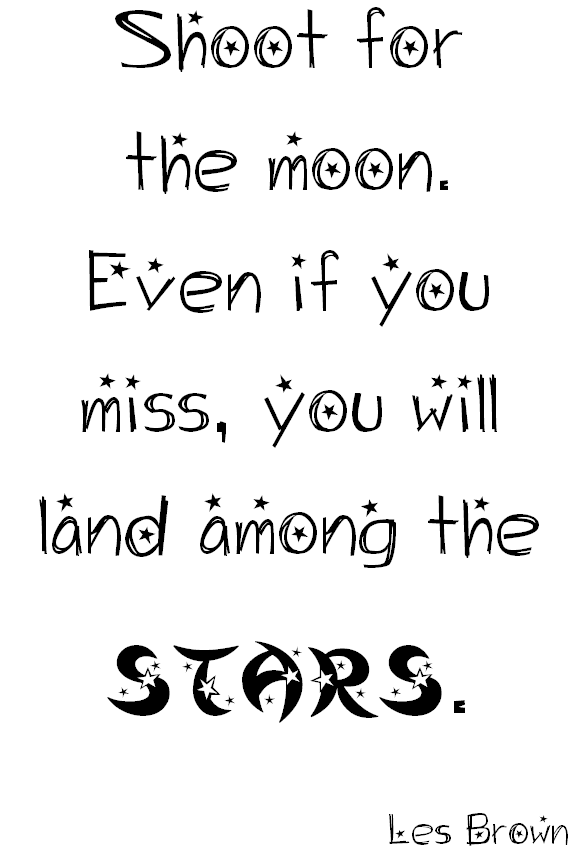 Shoot for
the moon.
Even if you
miss, you will
land among the
STARS.
Les Brown